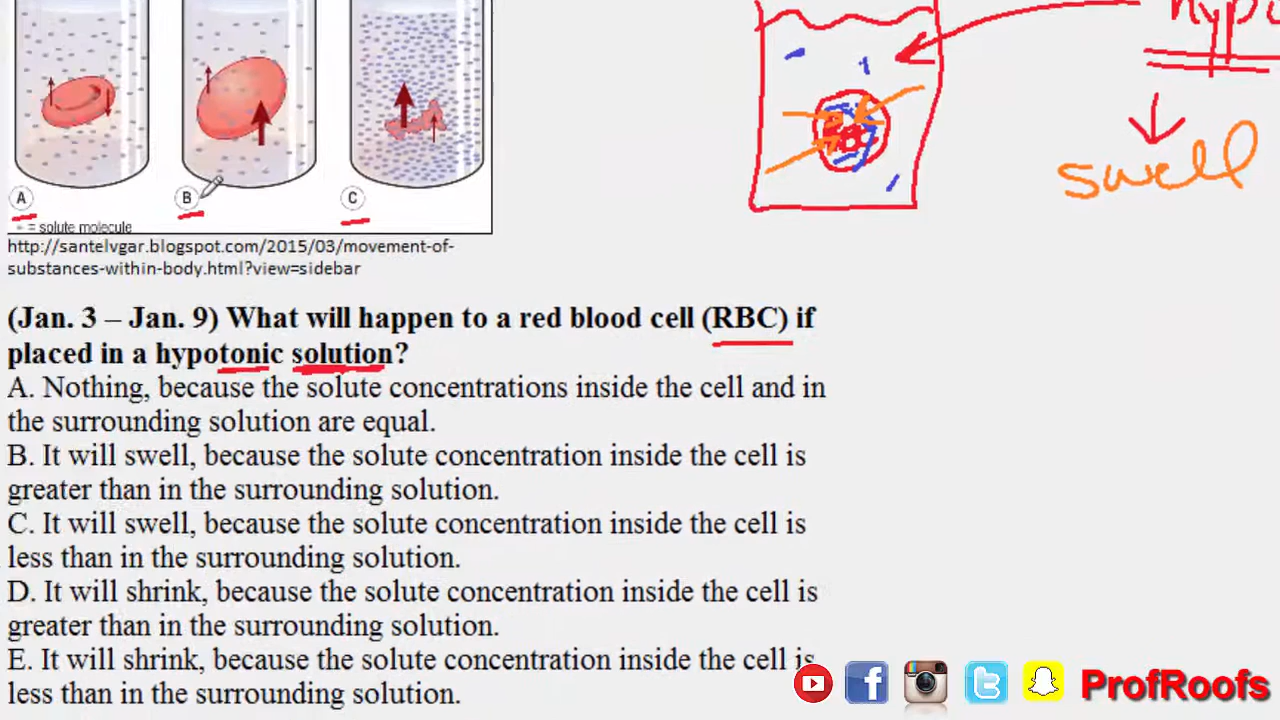 hypo
swell
A
B
C
= solute molecule
http://santelvgar.blogspot.com/2015/03/movement-of-
substances-within-body.html?view=sidebar
(Jan. 3 – Jan. 9) What will happen to a red blood cell (RBC) if
placed in a hypotonic solution?
A. Nothing, because the solute concentrations inside the cell and in
the surrounding solution are equal.
B. It will swell, because the solute concentration inside the cell is
greater than in the surrounding solution.
C. It will swell, because the solute concentration inside the cell is
less than in the surrounding solution.
D. It will shrink, because the solute concentration inside the cell is
greater than in the surrounding solution.
E. It will shrink, because the solute concentration inside the cell is
less than in the surrounding solution.
ProfRoofs